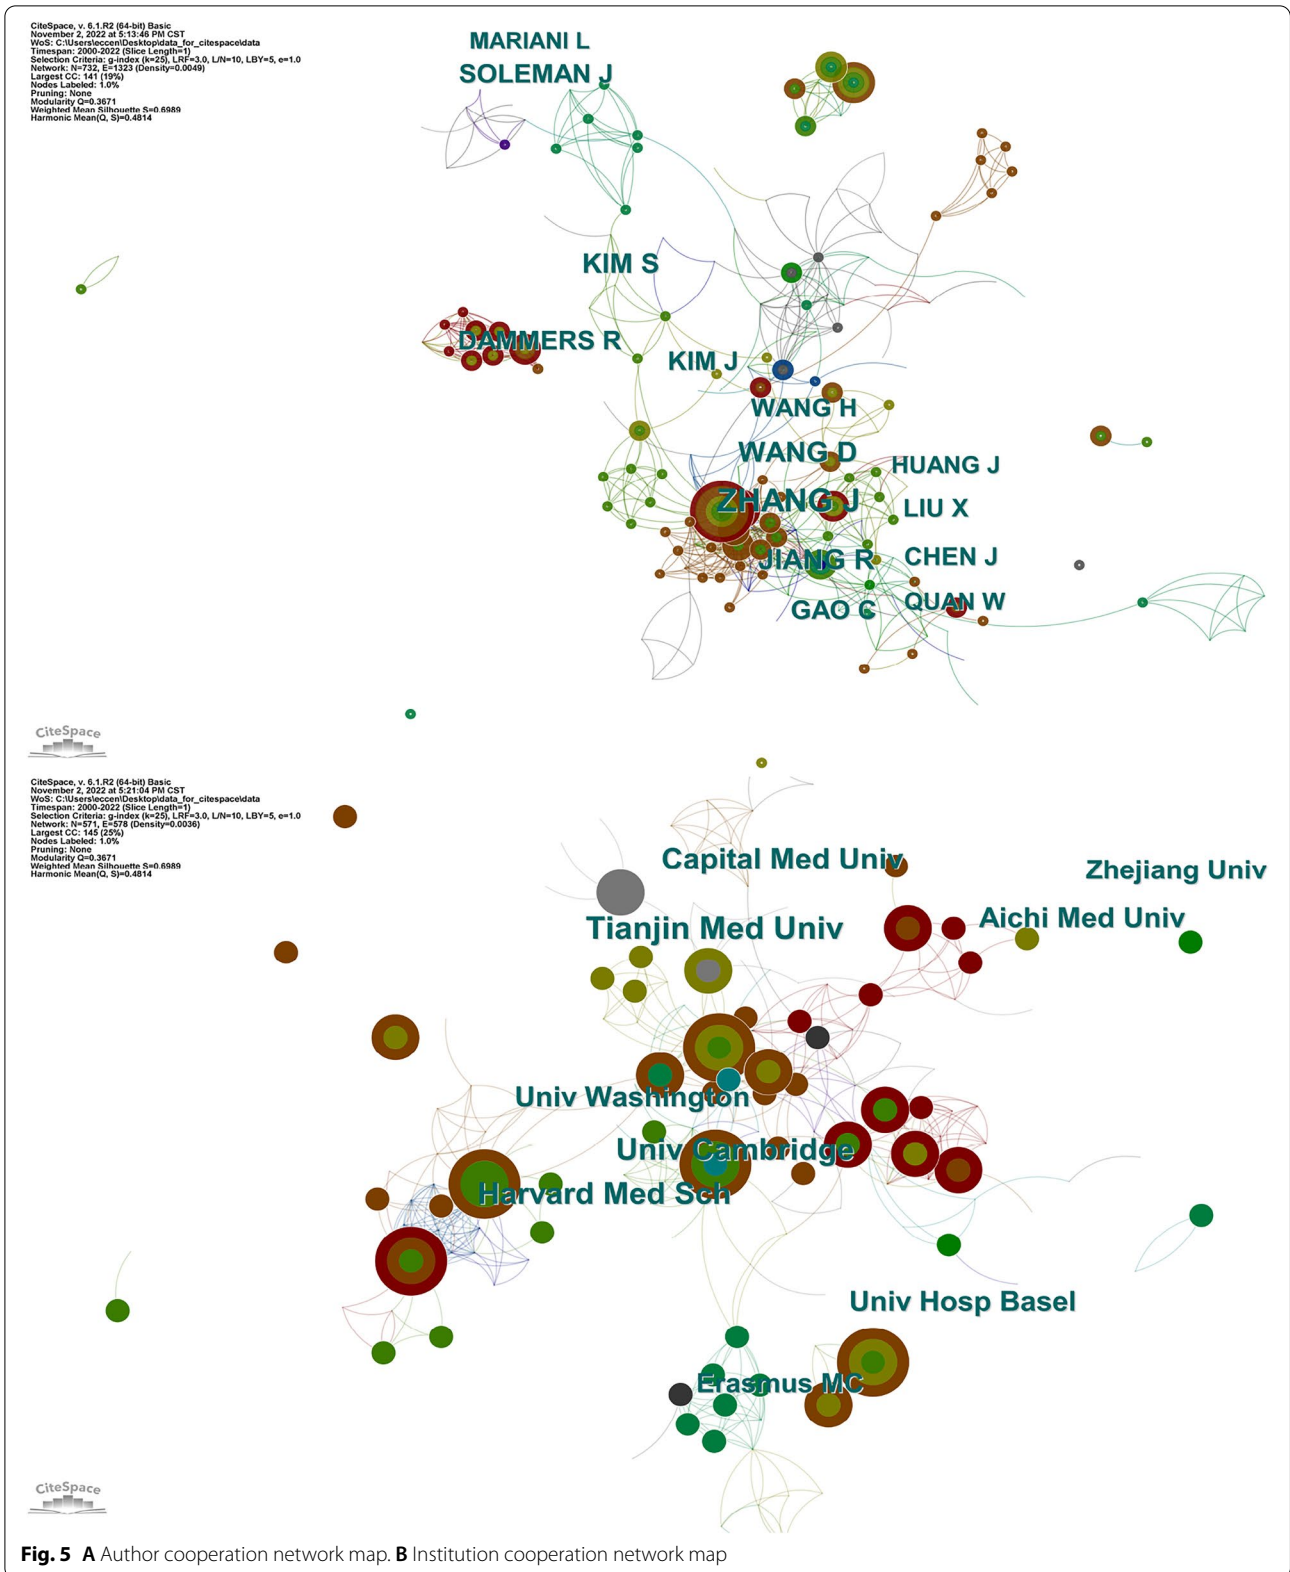 CiteSpace, v. 6.1.R2 (64-bit) Basic
November 2, 2022 at 5:13:46 PM CST
WoS: C:\Users\eccen\Desktop\data_for_citespace\data
Timespan: 2000-2022 (Slice Length=1)
Selection Criteria: g-index (k=25), LRF=3.0, L/N=10, LBY=5, e=1.0
Network: N=732, E=1323 (Density=0.0049)
Largest CC: 141 (19%)
Nodes Labeled: 1.0%
Pruning: None
Modularity Q=0.3671
Weighted Mean Silhouette S=0.6989
Harmonic Mean(Q, S)=0.4814
MARIANI L
SOLEMAN J
KIM S
DAMMERS R
KIM J
WANG H
WANG D
HUANG J
ZHANG J
LIU X
JIANG R
CHEN J
GAO C
QUAN W
CiteSpace
CiteSpace, v. 6.1.R2 (64-bit) Basic
November 2, 2022 at 5:21:04 PM CST
WoS: C:\Users\eccen\Desktop\data_for_citespace\data
Timespan: 2000-2022 (Slice Length=1)
Selection Criteria: g-index (k=25), LRF=3.0, L/N=10, LBY=5, e=1.0
Network: N=571, E=578 (Density=0.0036)
Largest CC: 145 (25%)
Nodes Labeled: 1.0%
Pruning: None
Modularity Q=0.3671
Weighted Mean Silhouette S=0.6989
Harmonic Mean(Q, S)=0.4814
Capital Med Univ
Zhejiang Univ
Aichi Med Univ
Tianjin Med Univ
Univ Washington
Univ Cambridge
Harvard Med Sch
Univ Hosp Basel
Erasmus MC
CiteSpace
Fig. 5 A Author cooperation network map. B Institution cooperation network map